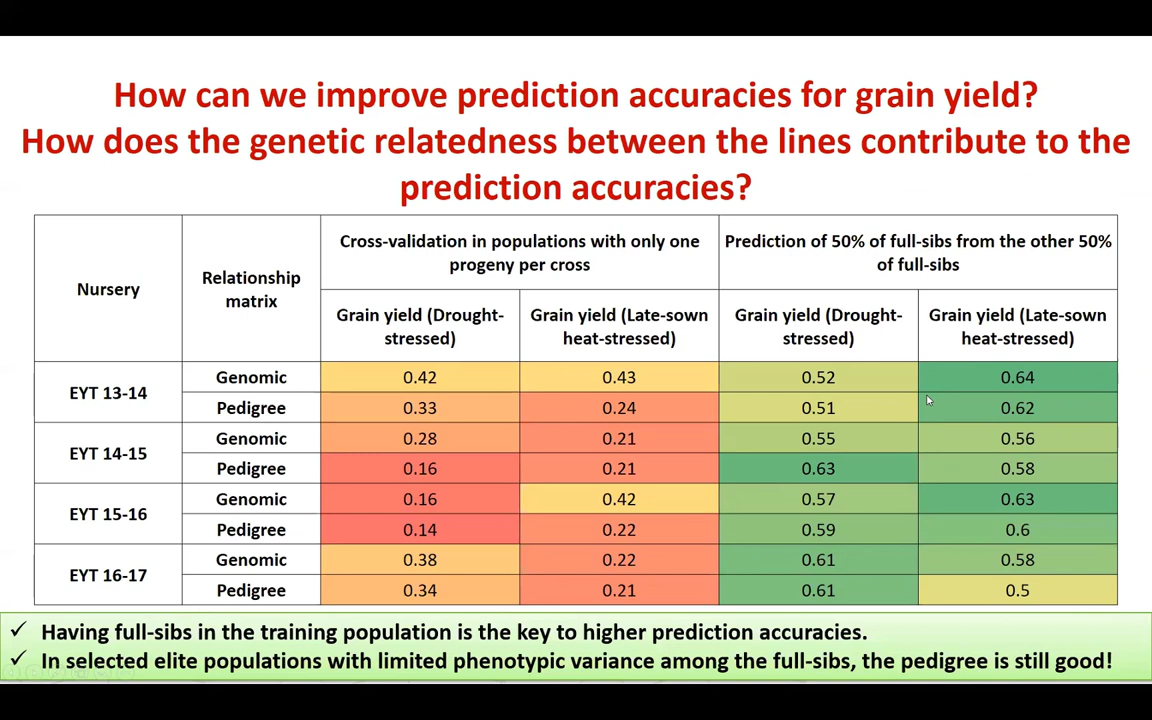 How can we improve prediction accuracies for grain yield?
How does the genetic relatedness between the lines contribute to the
prediction accuracies?
Nursery
Relationship
matrix
Cross-validation in populations with only one
progeny per cross
Prediction of 50% of full-sibs from the other 50%
of full-sibs
Grain yield (Drought-
stressed)
Grain yield (Late-sown
heat-stressed)
Grain yield (Drought-
stressed)
Grain yield (Late-sown
heat-stressed)
EYT 13-14
Genomic 0.42 0.43 0.52 0.64
Pedigree 0.33 0.24 0.51 0.62
EYT 14-15
Genomic 0.28 0.21 0.55 0.56
Pedigree 0.16 0.21 0.63 0.58
EYT 15-16
Genomic 0.16 0.42 0.57 0.63
Pedigree 0.14 0.22 0.59 0.6
EYT 16-17
Genomic 0.38 0.22 0.61 0.58
Pedigree 0.34 0.21 0.61 0.5
✓ Having full-sibs in the training population is the key to higher prediction accuracies.
✓ In selected elite populations with limited phenotypic variance among the full-sibs, the pedigree is still good!